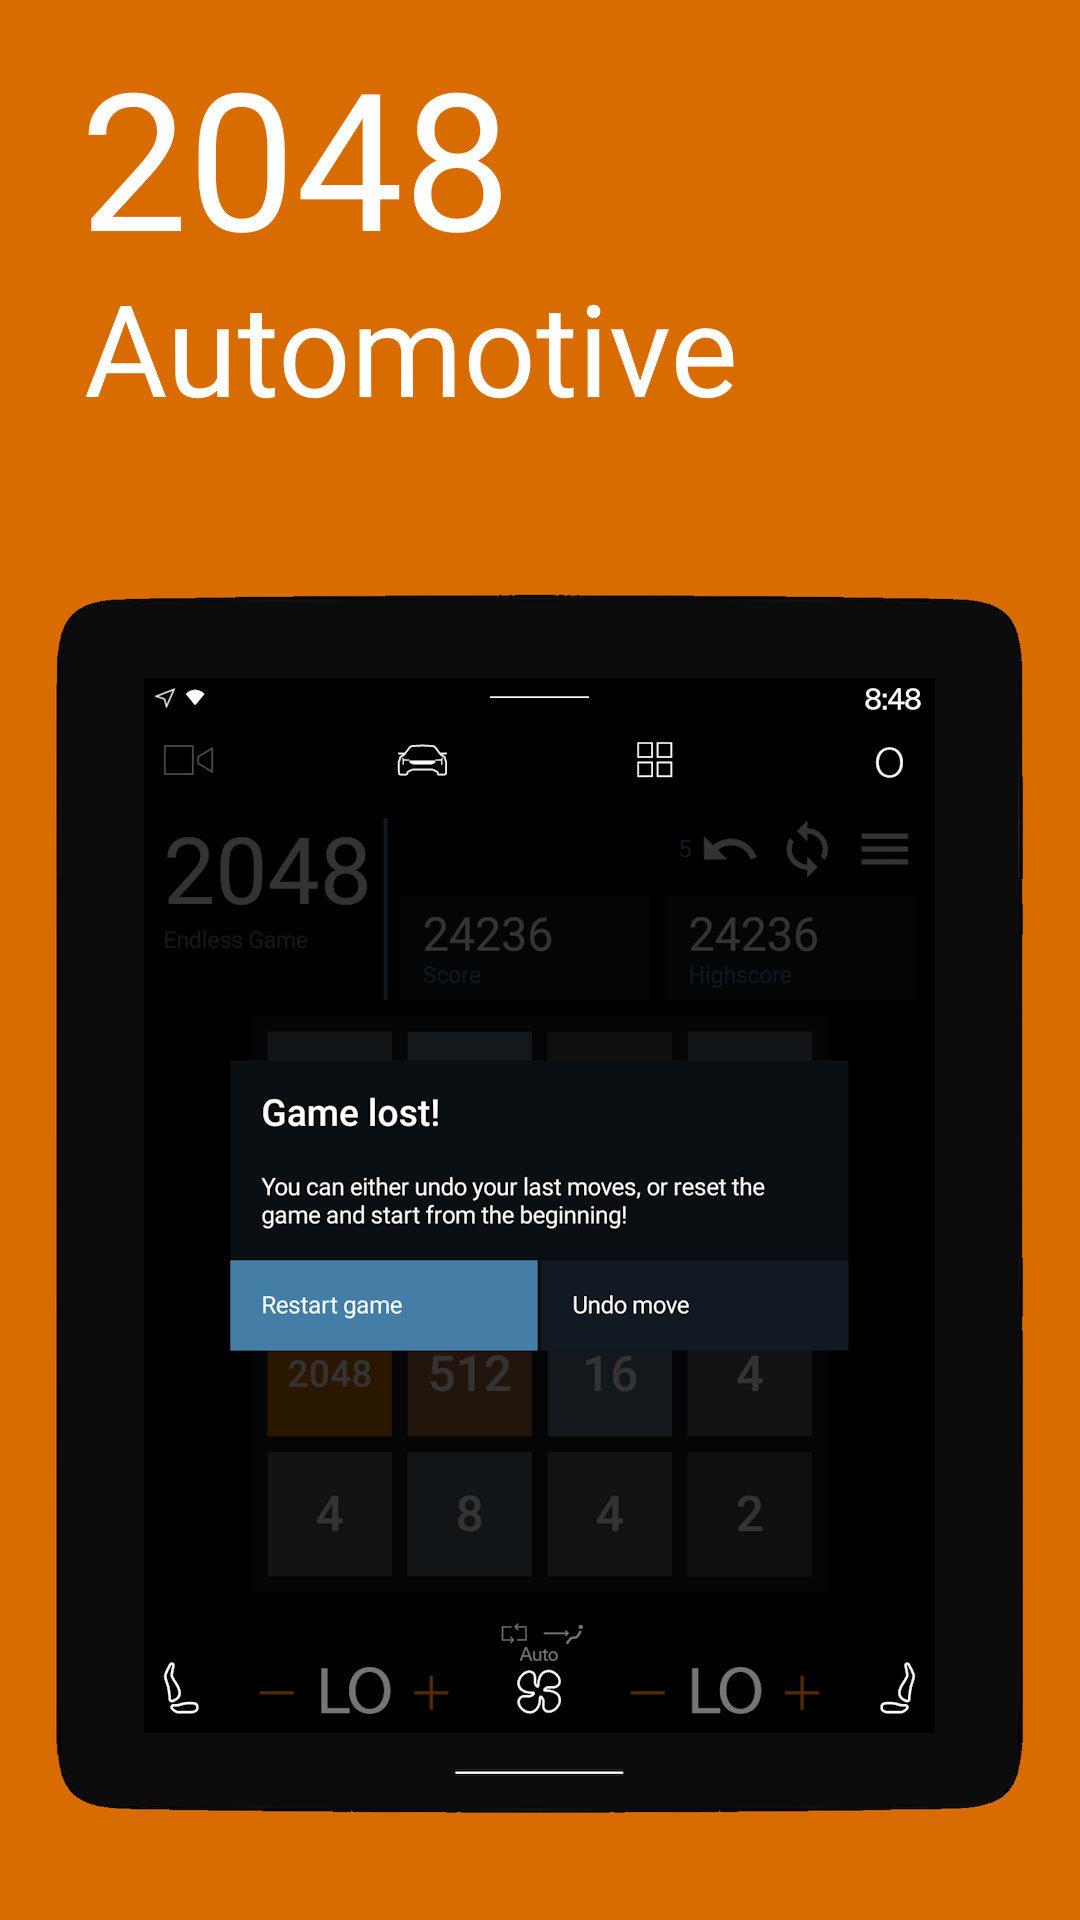 2048
Automotive
8:48
2048
Endless Game
5
24236
Score
24236
Highscore
Game lost!
You can either undo your last moves, or reset the
game and start from the beginning!
Restart game
Undo move
2048
512
16
4
4
8
4
2
Auto
LO
LO